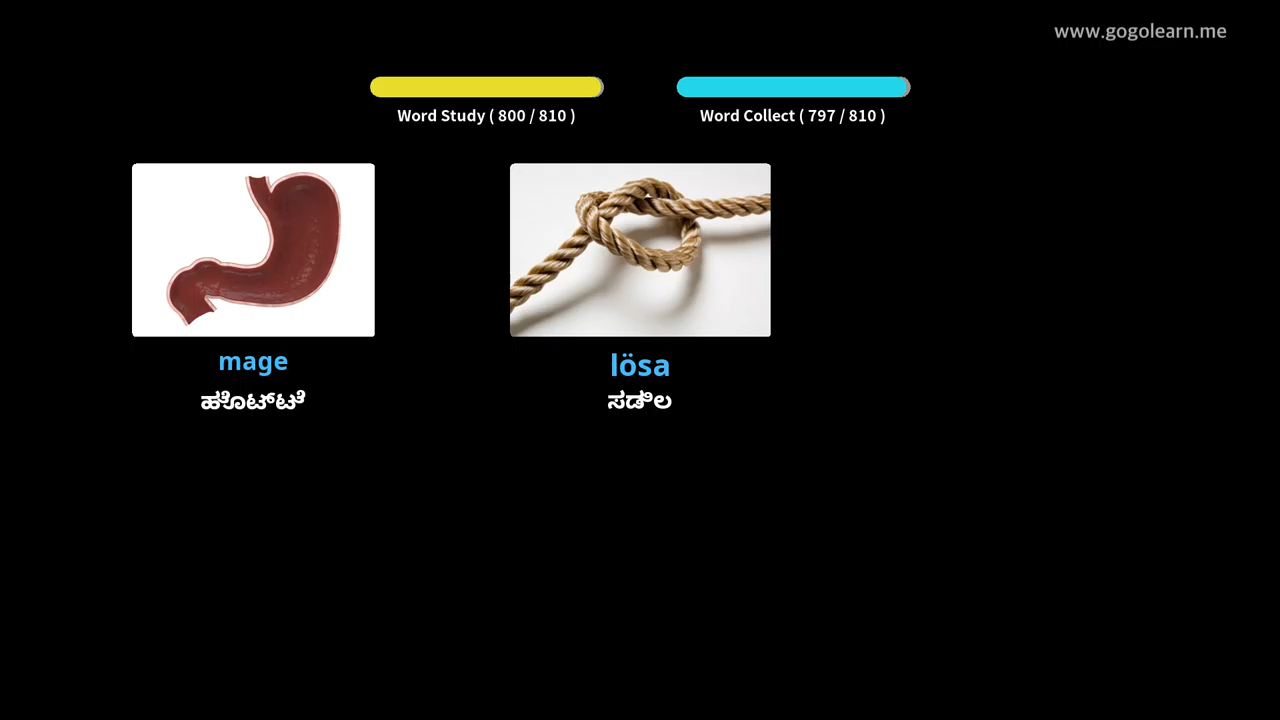 www.gogolearn.me
Word Study ( 800 / 810 )
Word Collect ( 797 / 810 )
mage
ಹೊಟ್ಟೆ
lösa
ಸಡಿಲ